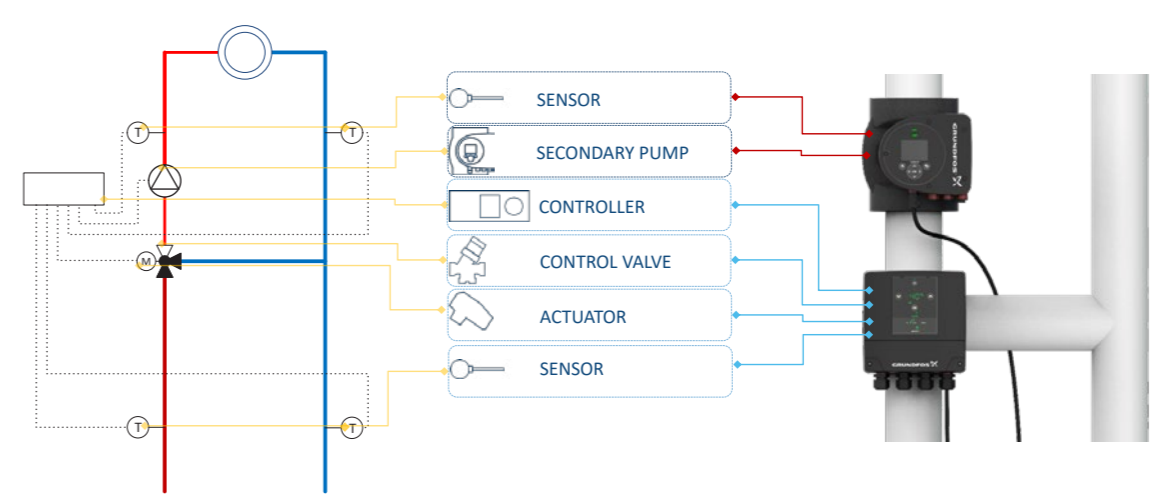 T
T
M
T
T
SENSOR
SECONDARY PUMP
CONTROLLER
CONTROL VALVE
ACTUATOR
SENSOR
GRUNDFOS
GRUNDFOS